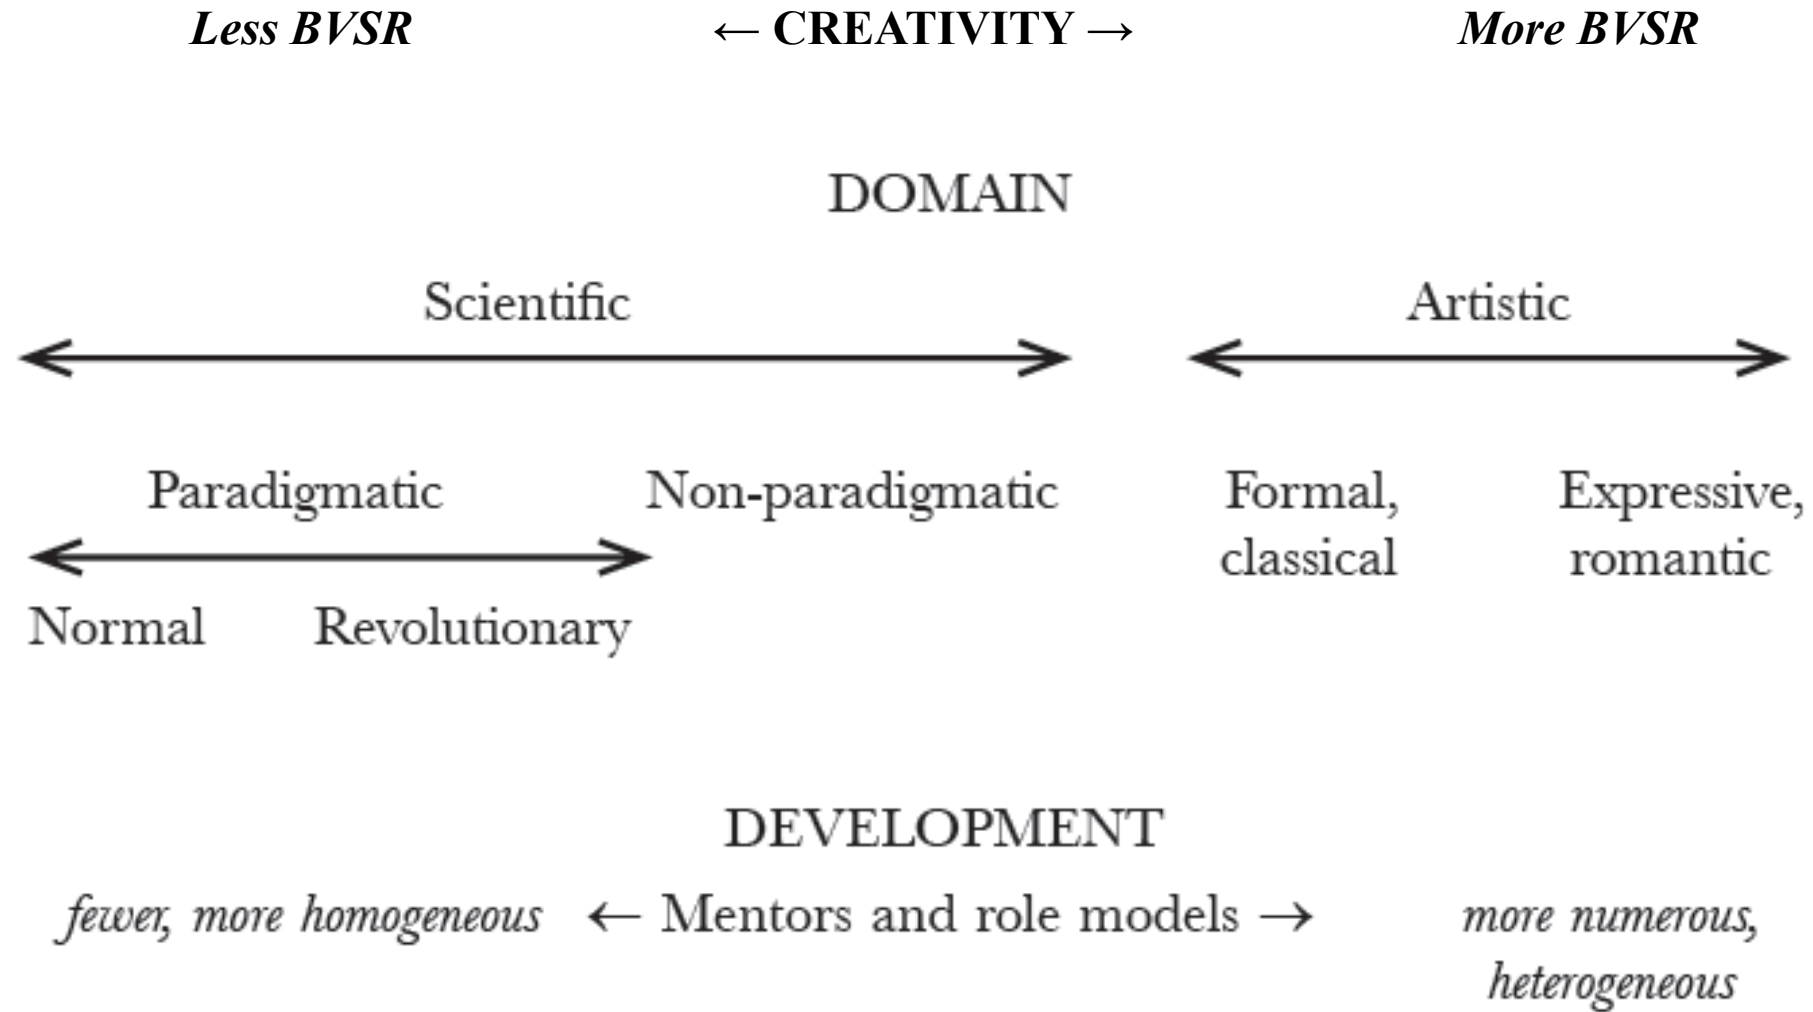 Less BVSR ← CREATIVITY → More BVSR
DOMAIN
Scientific Artistic
Paradigmatic Non-paradigmatic Formal, Expressive,
classical romantic
Normal Revolutionary
DEVELOPMENT
fewer, more homogeneous ← Mentors and role models → more numerous,
heterogeneous